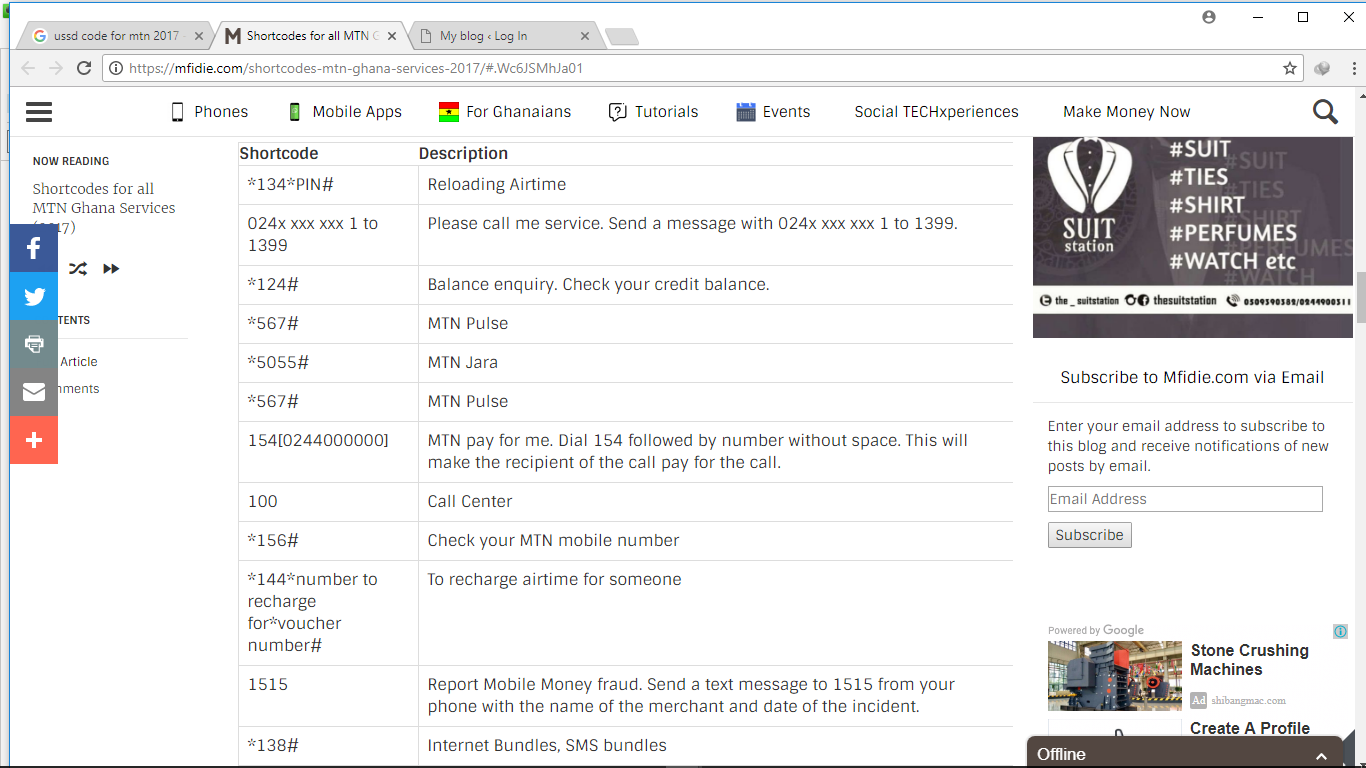 ussd code for mtn 2017 -
Shortcodes for all MTN G
My blog ‹ Log In
https://mfidie.com/shortcodes-mtn-ghana-services-2017/#.Wc6JSMhJa01
Phones
Mobile Apps
For Ghanaians
Tutorials
Events
Social TECHxperiences
Make Money Now
NOW READING
Shortcodes for all
MTN Ghana Services
17)
TENTS
Article
nments
Shortcode Description
*134*PIN# Reloading Airtime
024x xxx xxx 1 to
1399
Please call me service. Send a message with 024x xxx xxx 1 to 1399.
*124# Balance enquiry. Check your credit balance.
*567# MTN Pulse
*5055# MTN Jara
*567# MTN Pulse
154[0244000000]
MTN pay for me. Dial 154 followed by number without space. This will
make the recipient of the call pay for the call.
100 Call Center
*156# Check your MTN mobile number
*144*number to
recharge
for*voucher
number#
To recharge airtime for someone
1515
Report Mobile Money fraud. Send a text message to 1515 from your
phone with the name of the merchant and date of the incident.
*138# Internet Bundles, SMS bundles
SUIT
station
#SUIT
#TIES
#SHIRT
#PERFUMES
#WATCH etc
#SUIT
#TIES
#SHIRT
#PERFUMES
#WATCH
the_suitstation thesuitstation 0509390389/0244900311
Subscribe to Mfidie.com via Email
Enter your email address to subscribe to
this blog and receive notifications of new
posts by email.
Email Address
Subscribe
Powered by Google
Stone Crushing
Machines
Ad shibangmac.com
Create A Profile
Offline